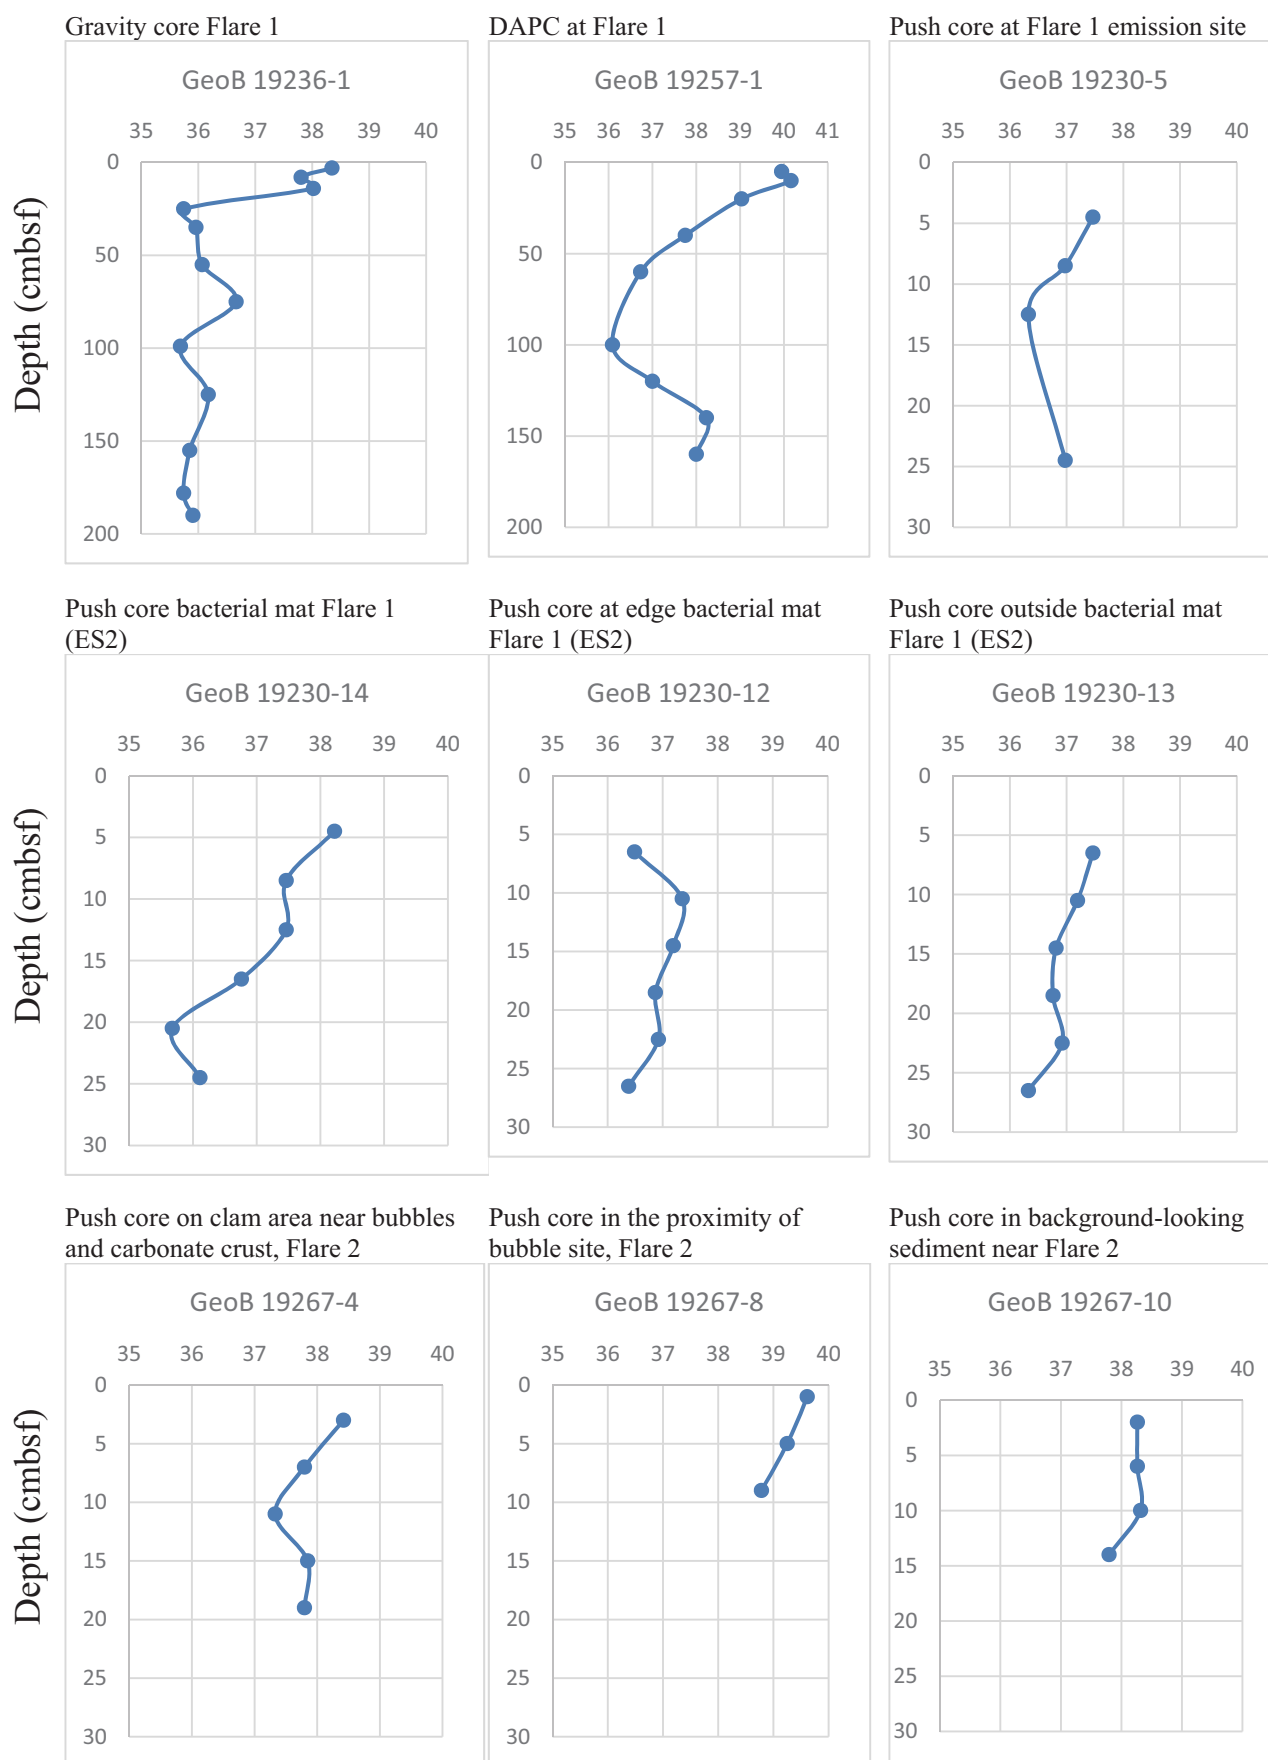 Gravity core Flare 1
GeoB 19236-1
35 36 37 38 39 40
0
50
100
150
200
Depth (cmbsf)
DAPC at Flare 1
GeoB 19257-1
35 36 37 38 39 40 41
0
50
100
150
200
Push core at Flare 1 emission site
GeoB 19230-5
35 36 37 38 39 40
0
5
10
15
20
25
30
Push core bacterial mat Flare 1
(ES2)
GeoB 19230-14
35 36 37 38 39 40
0
5
10
15
20
25
30
Depth (cmbsf)
Push core at edge bacterial mat
Flare 1 (ES2)
GeoB 19230-12
35 36 37 38 39 40
0
5
10
15
20
25
30
Push core outside bacterial mat
Flare 1 (ES2)
GeoB 19230-13
35 36 37 38 39 40
0
5
10
15
20
25
30
Push core on clam area near bubbles
and carbonate crust, Flare 2
GeoB 19267-4
35 36 37 38 39 40
0
5
10
15
20
25
30
Depth (cmbsf)
Push core in the proximity of
bubble site, Flare 2
GeoB 19267-8
35 36 37 38 39 40
0
5
10
15
20
25
30
Push core in background-looking
sediment near Flare 2
GeoB 19267-10
35 36 37 38 39 40
0
5
10
15
20
25
30